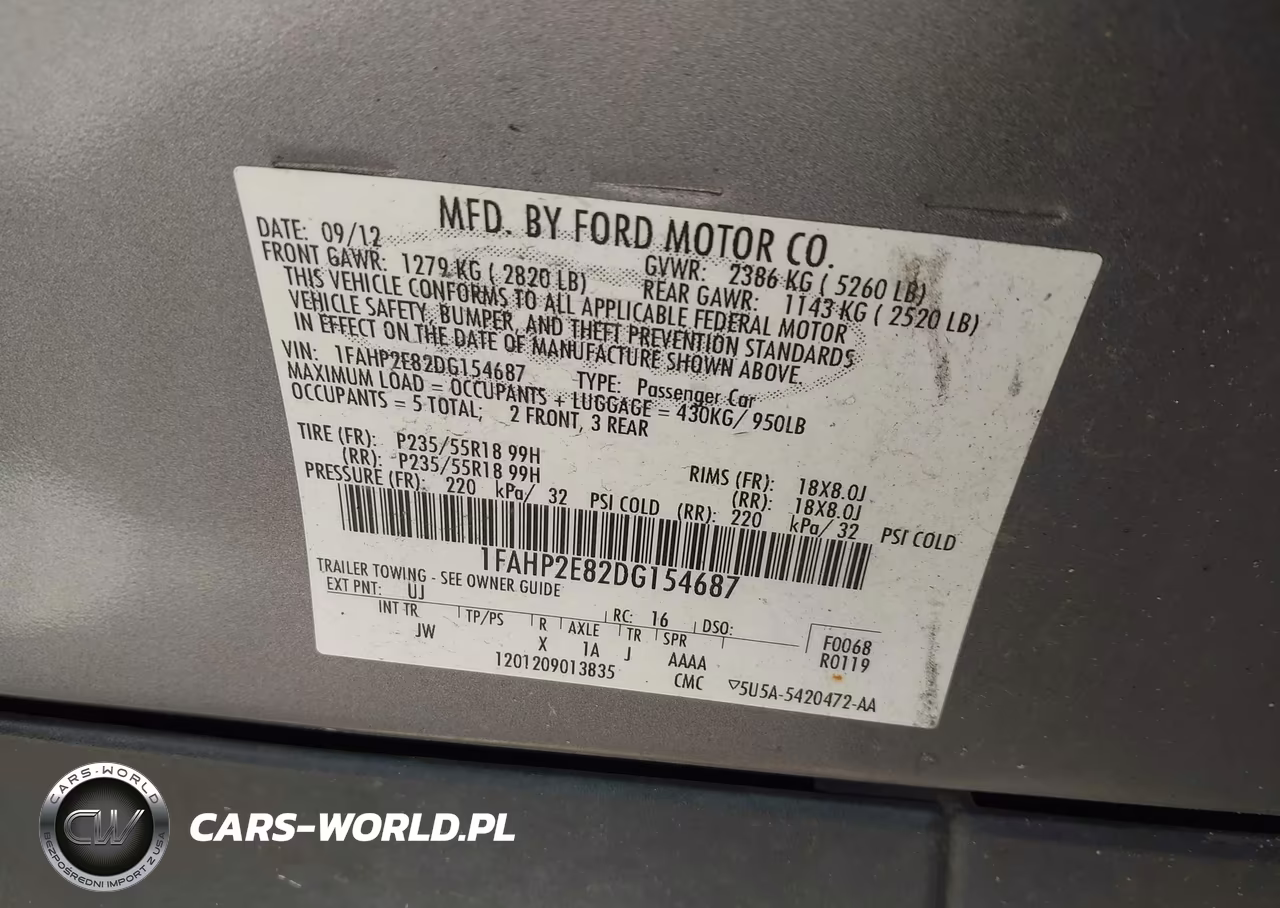 MFD. BY FORD MOTOR CO.
DATE: 09/12 GVWR: 2386 KG ( 5260 LB)
FRONT GAWR: 1279 KG ( 2820 LB) REAR GAWR: 1143 KG ( 2520 LB)
THIS VEHICLE CONFORMS TO ALL APPLICABLE FEDERAL MOTOR
VEHICLE SAFETY, BUMPER, AND THEFT PREVENTION STANDARDS
IN EFFECT ON THE DATE OF MANUFACTURE SHOWN ABOVE.
VIN: 1FAHP2E82DG154687 TYPE: Passenger Car
MAXIMUM LOAD = OCCUPANTS + LUGGAGE = 430KG/ 950LB
OCCUPANTS = 5 TOTAL; 2 FRONT, 3 REAR
TIRE (FR): P235/55R18 99H RIMS (FR): 18X8.0J
(RR): P235/55R18 99H (RR): 18X8.0J
PRESSURE (FR): 220 kPa/ 32 PSI COLD (RR): 220 kPa/ 32 PSI COLD
1FAHP2E82DG154687
TRAILER TOWING - SEE OWNER GUIDE
EXT PNT: UJ RC: 16 DSO:
INT TR TP/PS R AXLE TR SPR F0068
JW X 1A J AAAA R0119
1201209013835 CMC ▽5U5A-5420472-AA
CARS-WORLD
CW
BEZPOŚREDNI IMPORT Z USA
CARS-WORLD.PL